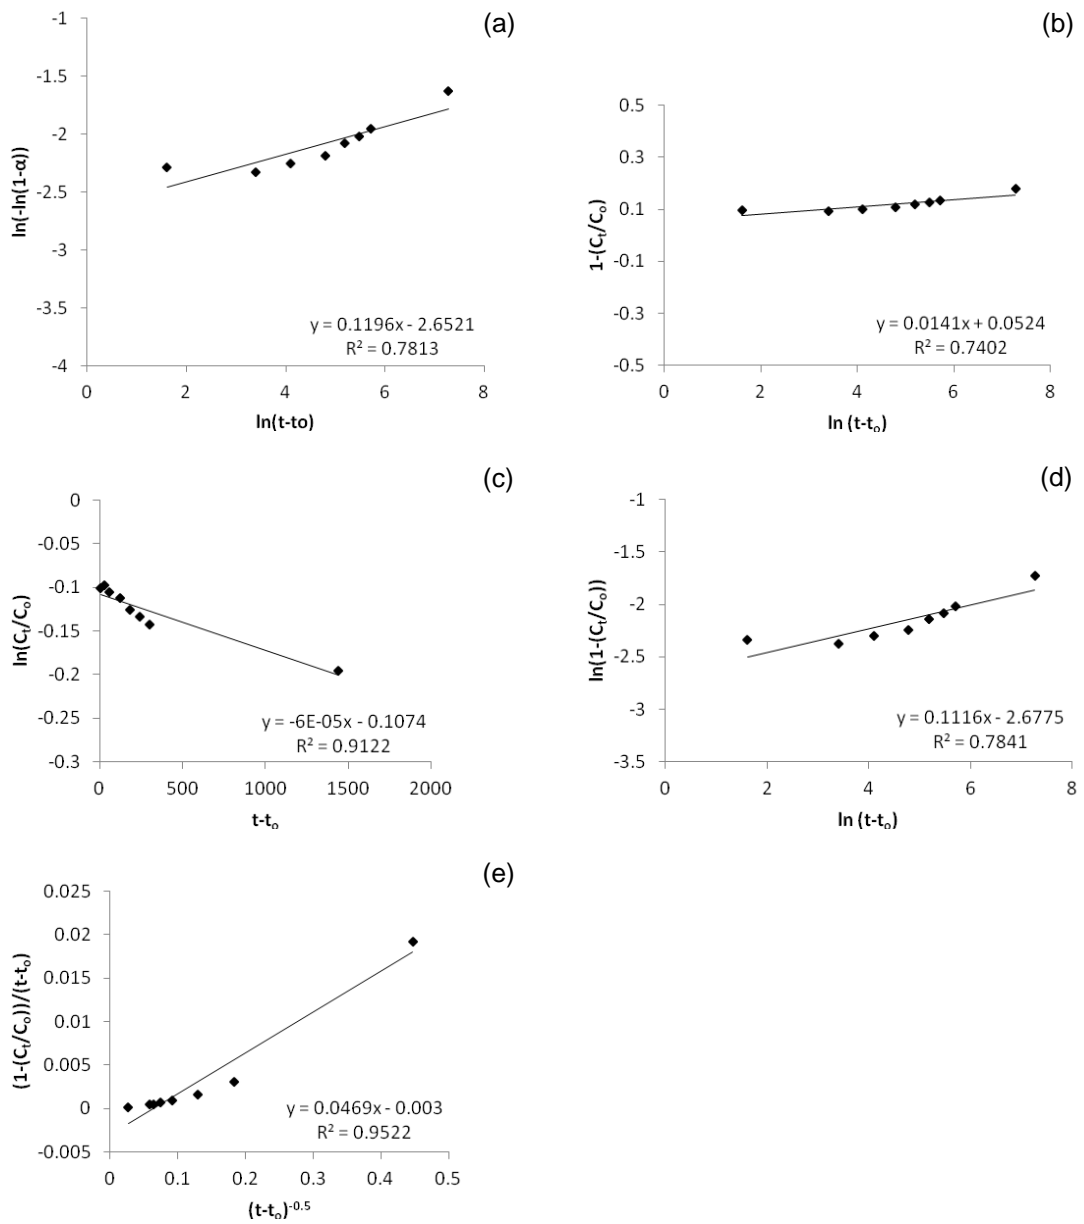 (a)
-1
-1.5
-2
-2.5
-3
-3.5
-4
ln(-ln(1-α))
y = 0.1196x - 2.6521
R² = 0.7813
0 2 4 6 8
ln(t-to)
(b)
0.5
0.3
0.1
-0.1
-0.3
-0.5
1-(Cₜ/Cₒ)
y = 0.0141x + 0.0524
R² = 0.7402
0 2 4 6 8
ln (t-tₒ)
(c)
0
-0.05
-0.1
-0.15
-0.2
-0.25
-0.3
ln(Cₜ/Cₒ)
y = -6E-05x - 0.1074
R² = 0.9122
0 500 1000 1500 2000
t-tₒ
(d)
-1
-1.5
-2
-2.5
-3
-3.5
ln(1-(Cₜ/Cₒ))
y = 0.1116x - 2.6775
R² = 0.7841
0 2 4 6 8
ln (t-tₒ)
(e)
0.025
0.02
0.015
0.01
0.005
0
-0.005
(1-(Cₜ/Cₒ))/(t-tₒ)
y = 0.0469x - 0.003
R² = 0.9522
0 0.1 0.2 0.3 0.4 0.5
(t-tₒ)⁻⁰·⁵